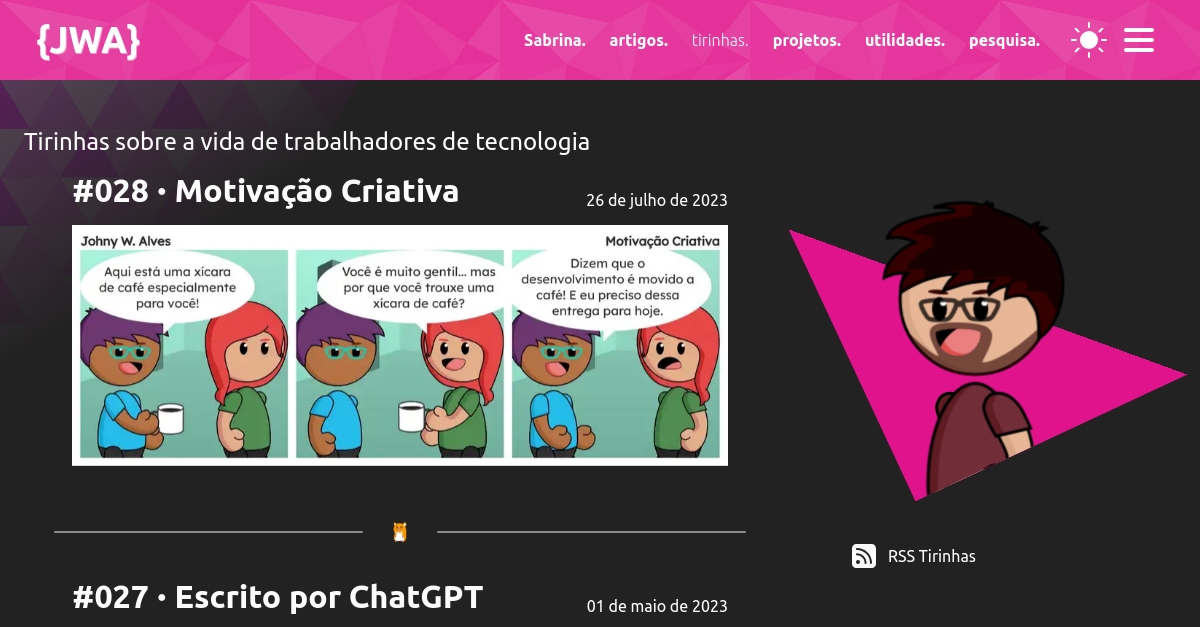 {JWA}
Sabrina. artigos. tirinhas. projetos. utilidades. pesquisa.
Tirinhas sobre a vida de trabalhadores de tecnologia
#028 • Motivação Criativa
26 de julho de 2023
Johny W. Alves
Motivação Criativa
Aqui está uma xícara
de café especialmente
para você!
Você é muito gentil... mas
por que você trouxe uma
xícara de café?
Dizem que o
desenvolvimento é movido a
café! E eu preciso dessa
entrega para hoje.
RSS Tirinhas
#027 • Escrito por ChatGPT
01 de maio de 2023